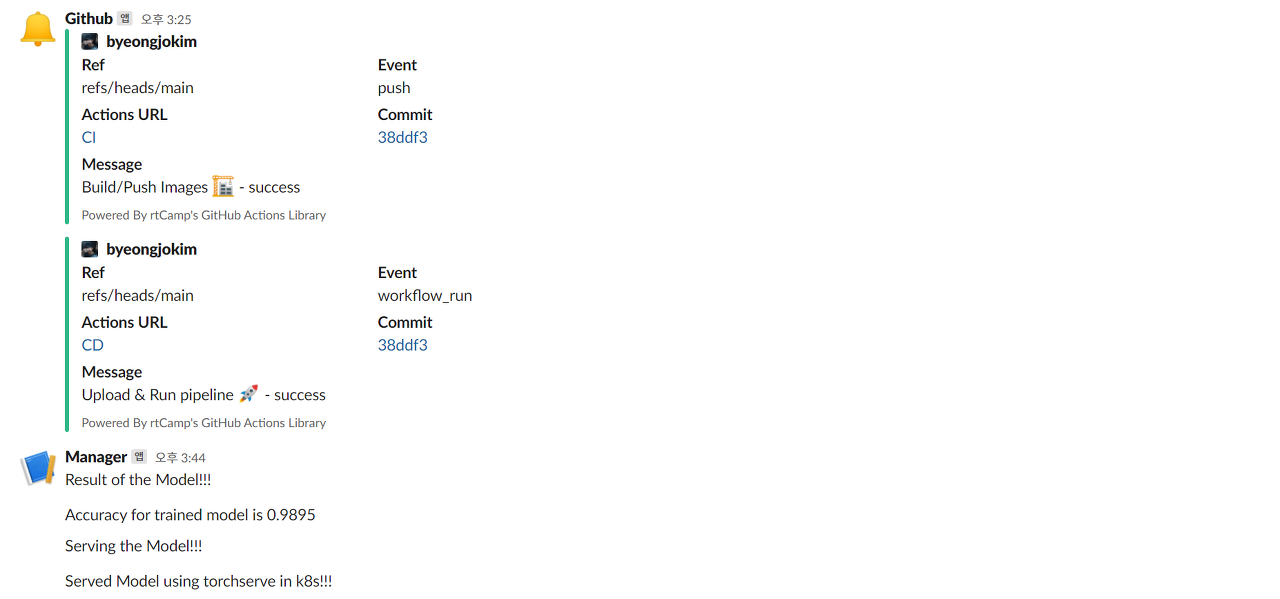 Github 앱 오후 3:25
byeongjokim
Ref Event
refs/heads/main push
Actions URL Commit
CI 38ddf3
Message
Build/Push Images 🏗️ - success
Powered By rtCamp's GitHub Actions Library
byeongjokim
Ref Event
refs/heads/main workflow_run
Actions URL Commit
CD 38ddf3
Message
Upload & Run pipeline 🚀 - success
Powered By rtCamp's GitHub Actions Library
Manager 앱 오후 3:44
Result of the Model!!!
Accuracy for trained model is 0.9895
Serving the Model!!!
Served Model using torchserve in k8s!!!